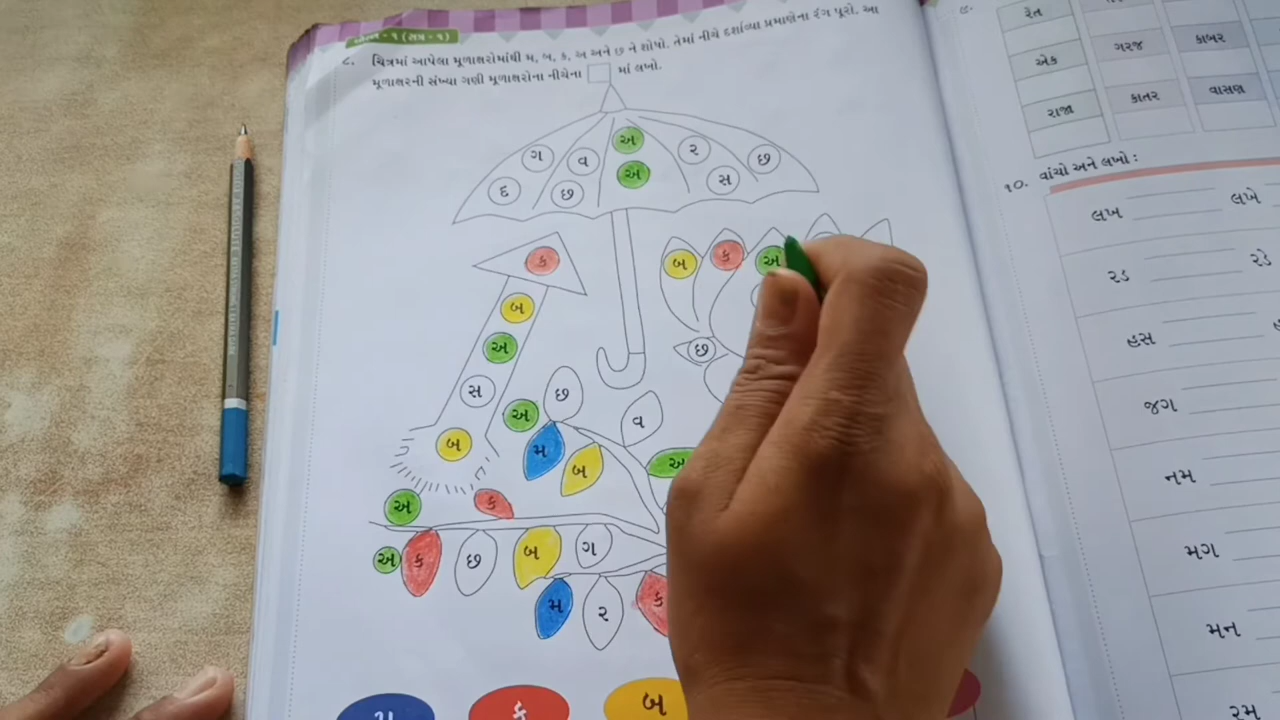 ૮. ચિત્રમાં આપેલા મૂળાક્ષરોમાંથી મ, બ, ક, અ અને છ ને શોધો. તેમાં નીચે દર્શાવ્યા પ્રમાણેના રંગ પૂરો. આ
મૂળાક્ષરની સંખ્યા ગણી મૂળાક્ષરોના નીચેના માં લખો.
અ
ગ વ ર છ
અ
દ છ સ
ક
બ ક અ
બ
અ
છ
સ
છ
અ વ
બ મ બ અ
અ ક
અ ક છ બ ગ
મ ર ક
મ ક બ
૯.
રેત
એક ગરજ કાબર
રાજા કાતર વાસણ
૧૦. વાંચો અને લખો :
લખ લખે
રડ રડે
હસ
જગ
નમ
મગ
મન
રમ